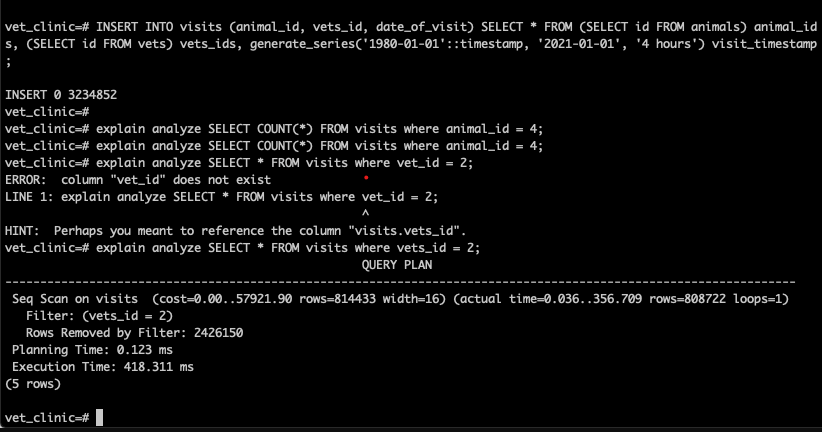 vet_clinic=# INSERT INTO visits (animal_id, vets_id, date_of_visit) SELECT * FROM (SELECT id FROM animals) animal_id
s, (SELECT id FROM vets) vets_ids, generate_series('1980-01-01'::timestamp, '2021-01-01', '4 hours') visit_timestamp
;
INSERT 0 3234852
vet_clinic=#
vet_clinic=# explain analyze SELECT COUNT(*) FROM visits where animal_id = 4;
vet_clinic=# explain analyze SELECT COUNT(*) FROM visits where animal_id = 4;
vet_clinic=# explain analyze SELECT * FROM visits where vet_id = 2;
ERROR:  column "vet_id" does not exist
LINE 1: explain analyze SELECT * FROM visits where vet_id = 2;
^
HINT:  Perhaps you meant to reference the column "visits.vets_id".
vet_clinic=# explain analyze SELECT * FROM visits where vets_id = 2;
QUERY PLAN
-----------------------------------------------------------------------------------------------------------------
Seq Scan on visits  (cost=0.00..57921.90 rows=814433 width=16) (actual time=0.036..356.709 rows=808722 loops=1)
Filter: (vets_id = 2)
Rows Removed by Filter: 2426150
Planning Time: 0.123 ms
Execution Time: 418.311 ms
(5 rows)
vet_clinic=#